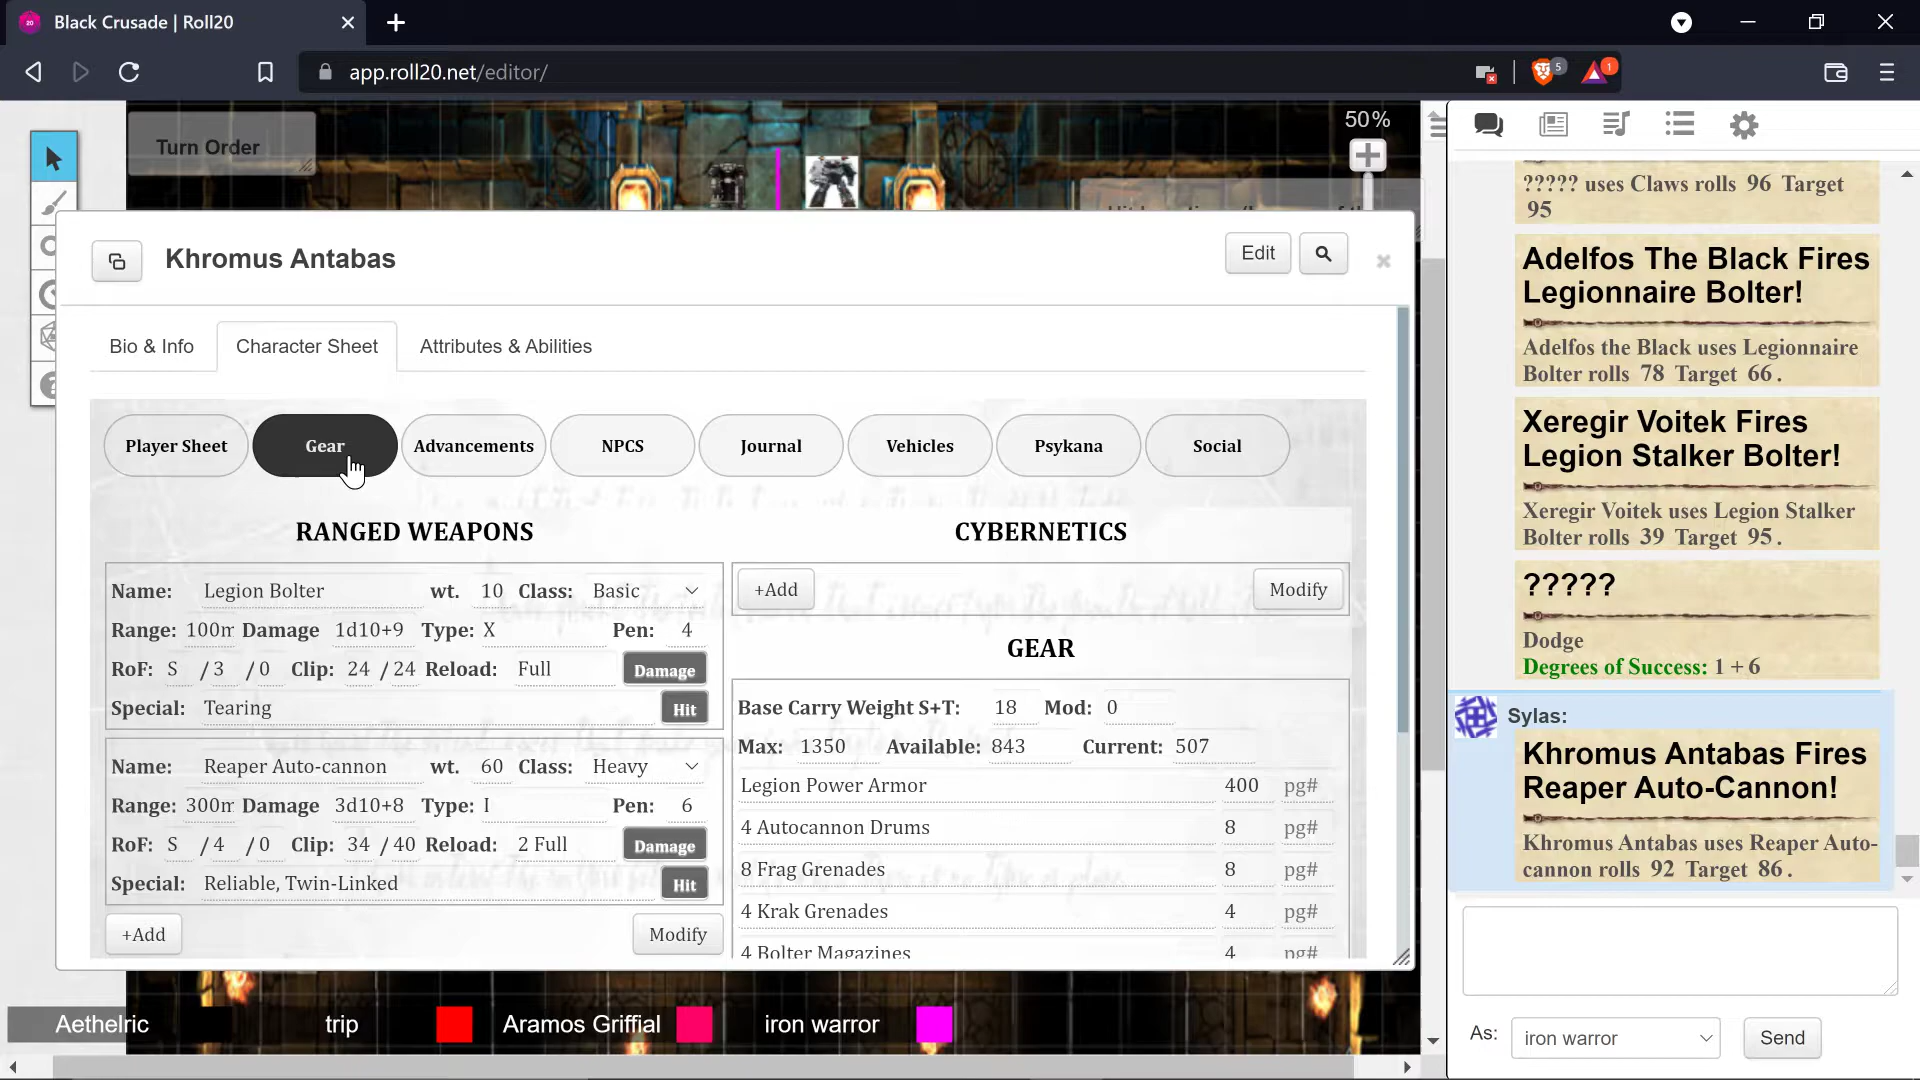 Black Crusade | Roll20
app.roll20.net/editor/
5
1
Turn Order
50%
Khromus Antabas
Edit
Bio & Info
Character Sheet
Attributes & Abilities
Player Sheet
Gear
Advancements
NPCS
Journal
Vehicles
Psykana
Social
RANGED WEAPONS
Name: Legion Bolter wt. 10 Class: Basic
Range: 100m Damage 1d10+9 Type: X Pen: 4
RoF: S / 3 / 0 Clip: 24 / 24 Reload: Full Damage
Special: Tearing Hit
Name: Reaper Auto-cannon wt. 60 Class: Heavy
Range: 300m Damage 3d10+8 Type: I Pen: 6
RoF: S / 4 / 0 Clip: 34 / 40 Reload: 2 Full Damage
Special: Reliable, Twin-Linked Hit
+Add Modify
CYBERNETICS
+Add Modify
GEAR
Base Carry Weight S+T: 18 Mod: 0
Max: 1350 Available: 843 Current: 507
Legion Power Armor 400 pg#
4 Autocannon Drums 8 pg#
8 Frag Grenades 8 pg#
4 Krak Grenades 4 pg#
4 Bolter Magazines 4 pg#
Aethelric
trip
Aramos Griffial
iron warror
????? uses Claws rolls 96 Target
95
Adelfos The Black Fires
Legionnaire Bolter!
Adelfos the Black uses Legionnaire
Bolter rolls 78 Target 66 .
Xeregir Voitek Fires
Legion Stalker Bolter!
Xeregir Voitek uses Legion Stalker
Bolter rolls 39 Target 95 .
?????
Dodge
Degrees of Success: 1 + 6
Sylas:
Khromus Antabas Fires
Reaper Auto-Cannon!
Khromus Antabas uses Reaper Auto-
cannon rolls 92 Target 86 .
As: iron warror Send